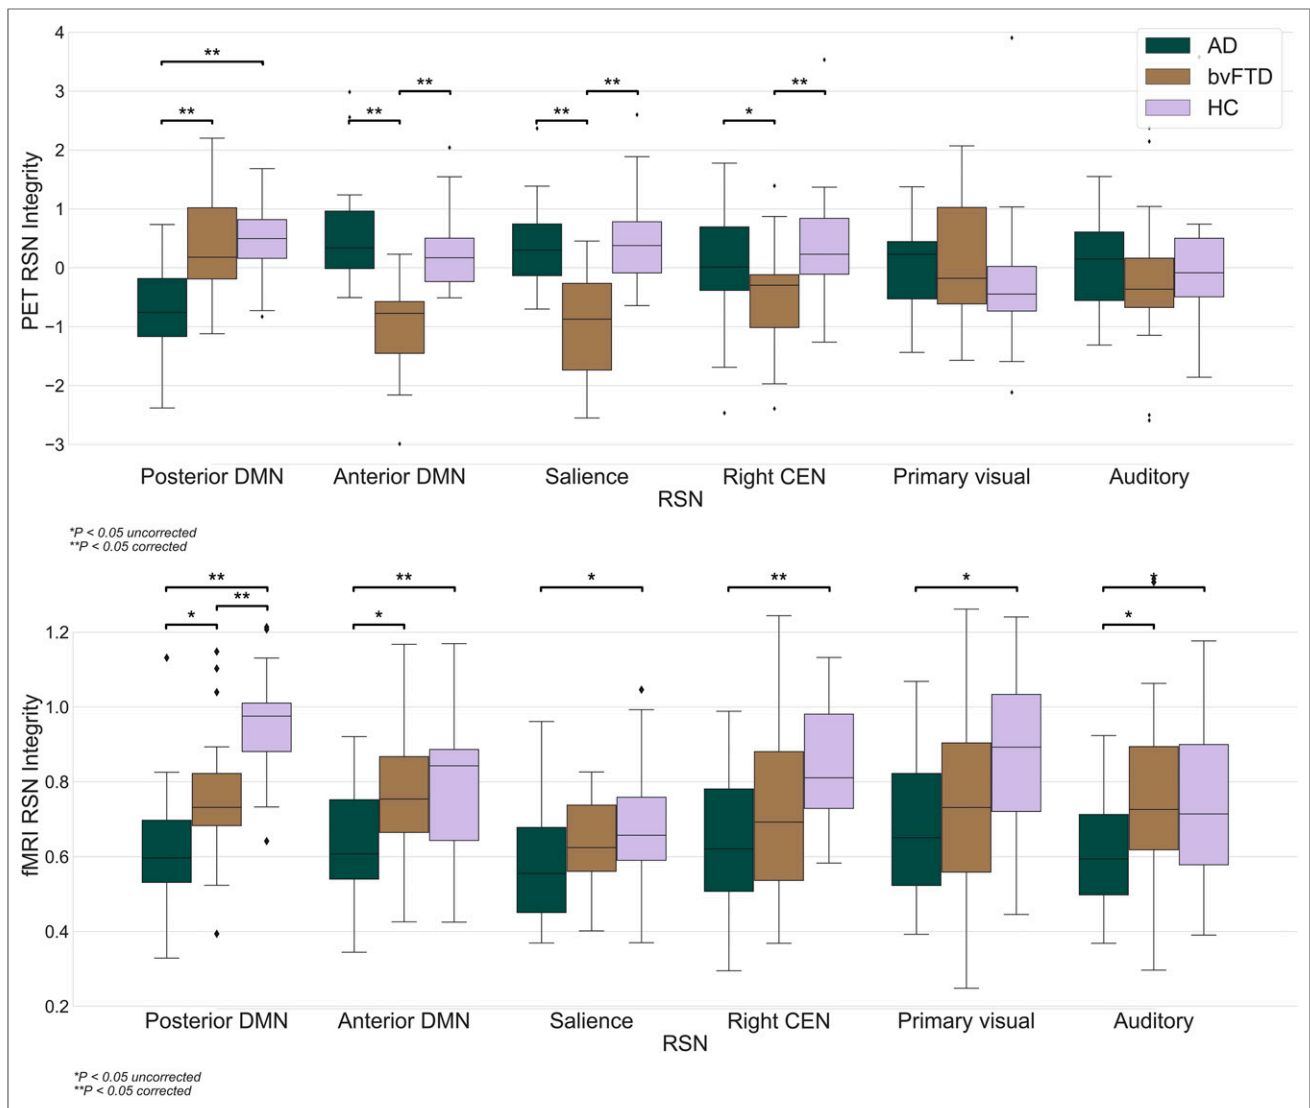 4
3
2
1
0
−1
−2
−3
PET RSN Integrity
** ** ** ** ** ** * **
AD
bvFTD
HC
Posterior DMN Anterior DMN Salience Right CEN Primary visual Auditory
RSN
*P < 0.05 uncorrected
**P < 0.05 corrected
** ** * ** * *
* ** * *
1.2
1.0
0.8
0.6
0.4
0.2
fMRI RSN Integrity
Posterior DMN Anterior DMN Salience Right CEN Primary visual Auditory
RSN
*P < 0.05 uncorrected
**P < 0.05 corrected